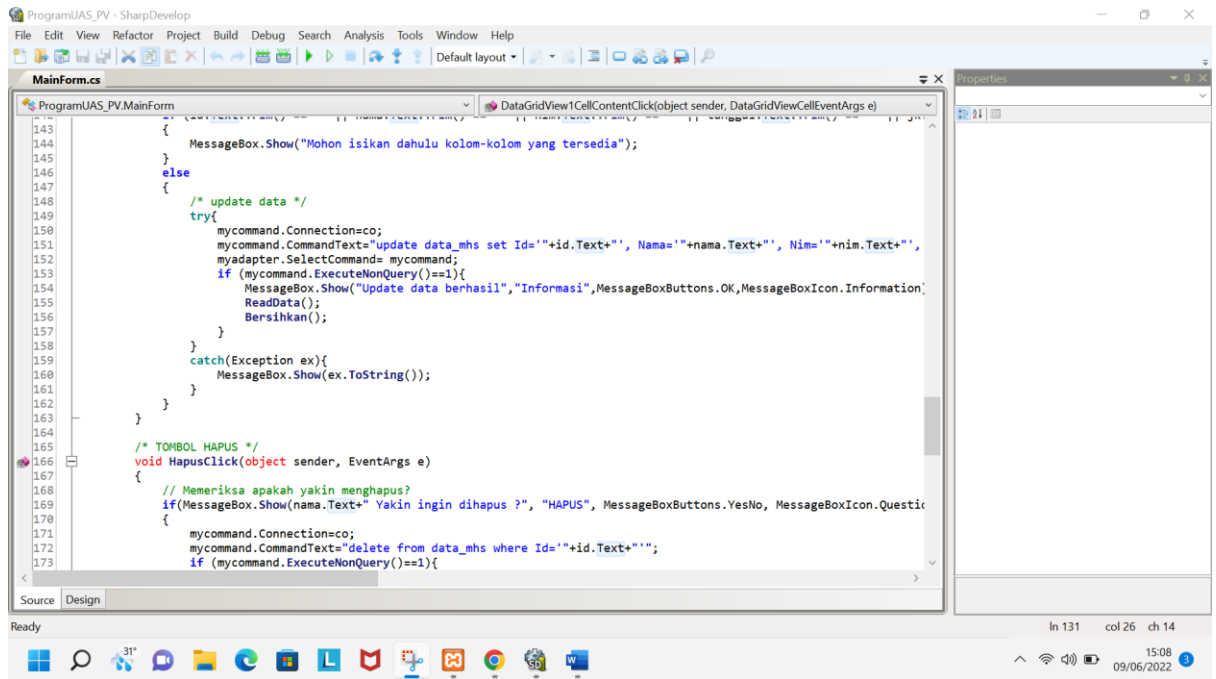 ProgramUAS_PV - SharpDevelop
File Edit View Refactor Project Build Debug Search Analysis Tools Window Help
Default layout
MainForm.cs
Properties
ProgramUAS_PV.MainForm
DataGridView1CellContentClick(object sender, DataGridViewCellEventArgs e)
143 {
144 MessageBox.Show("Mohon isikan dahulu kolom-kolom yang tersedia");
145 }
146 else
147 {
148 /* update data */
149 try{
150 mycommand.Connection=co;
151 mycommand.CommandText="update data_mhs set Id='"+id.Text+"', Nama='"+nama.Text+"', Nim='"+nim.Text+"',
152 myadapter.SelectCommand= mycommand;
153 if (mycommand.ExecuteNonQuery()==1){
154 MessageBox.Show("Update data berhasil","Informasi",MessageBoxButtons.OK,MessageBoxIcon.Information)
155 ReadData();
156 Bersihkan();
157 }
158 }
159 catch(Exception ex){
160 MessageBox.Show(ex.ToString());
161 }
162 }
163 }
164
165 /* TOMBOL HAPUS */
166 void HapusClick(object sender, EventArgs e)
167 {
168 // Memeriksa apakah yakin menghapus?
169 if(MessageBox.Show(nama.Text+" Yakin ingin dihapus ?", "HAPUS", MessageBoxButtons.YesNo, MessageBoxIcon.Questic
170 {
171 mycommand.Connection=co;
172 mycommand.CommandText="delete from data_mhs where Id='"+id.Text+"'";
173 if (mycommand.ExecuteNonQuery()==1){
Source Design
Ready
ln 131 col 26 ch 14
31°
15:08
09/06/2022
3